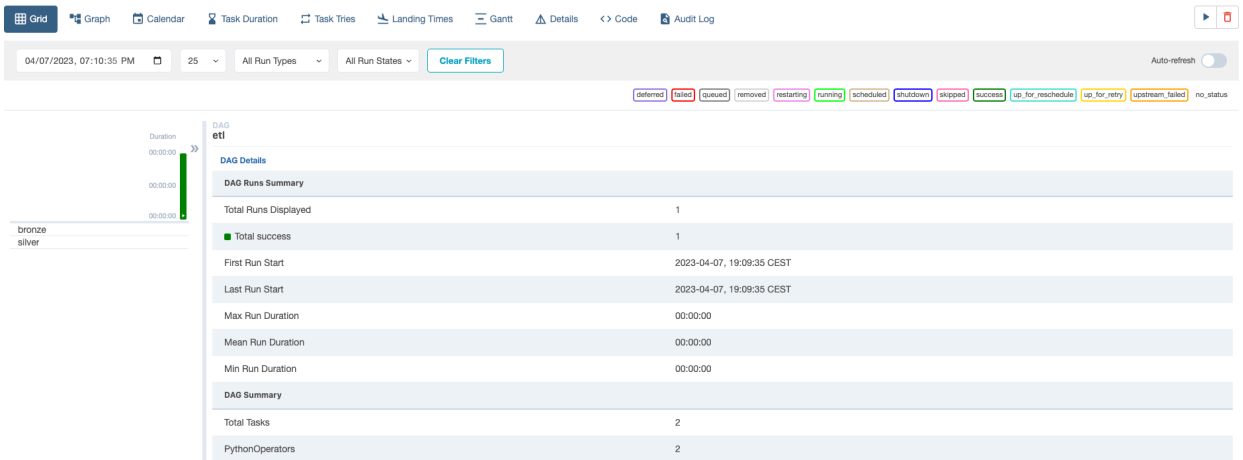 Grid Graph Calendar Task Duration Task Tries Landing Times Gantt Details <> Code Audit Log
04/07/2023, 07:10:35 PM 25 All Run Types All Run States Clear Filters Auto-refresh
deferred failed queued removed restarting running scheduled shutdown skipped success up_for_reschedule up_for_retry upstream_failed no_status
DAG
etl
Duration
00:00:00
00:00:00
00:00:00
bronze
silver
DAG Details
DAG Runs Summary
Total Runs Displayed 1
Total success 1
First Run Start 2023-04-07, 19:09:35 CEST
Last Run Start 2023-04-07, 19:09:35 CEST
Max Run Duration 00:00:00
Mean Run Duration 00:00:00
Min Run Duration 00:00:00
DAG Summary
Total Tasks 2
PythonOperators 2